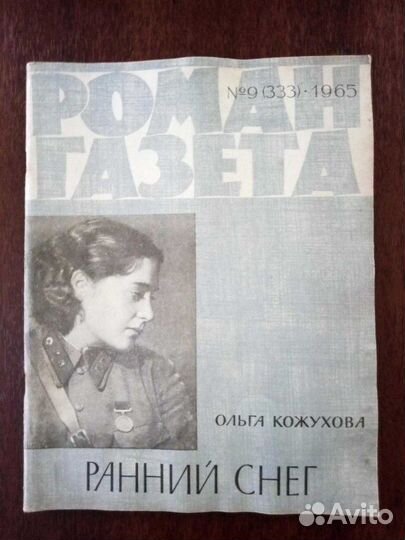 РОМАН
№9(333)·1965
ГАЗЕТА
ОЛЬГА КОЖУХОВА
РАННИЙ СНЕГ
Avito